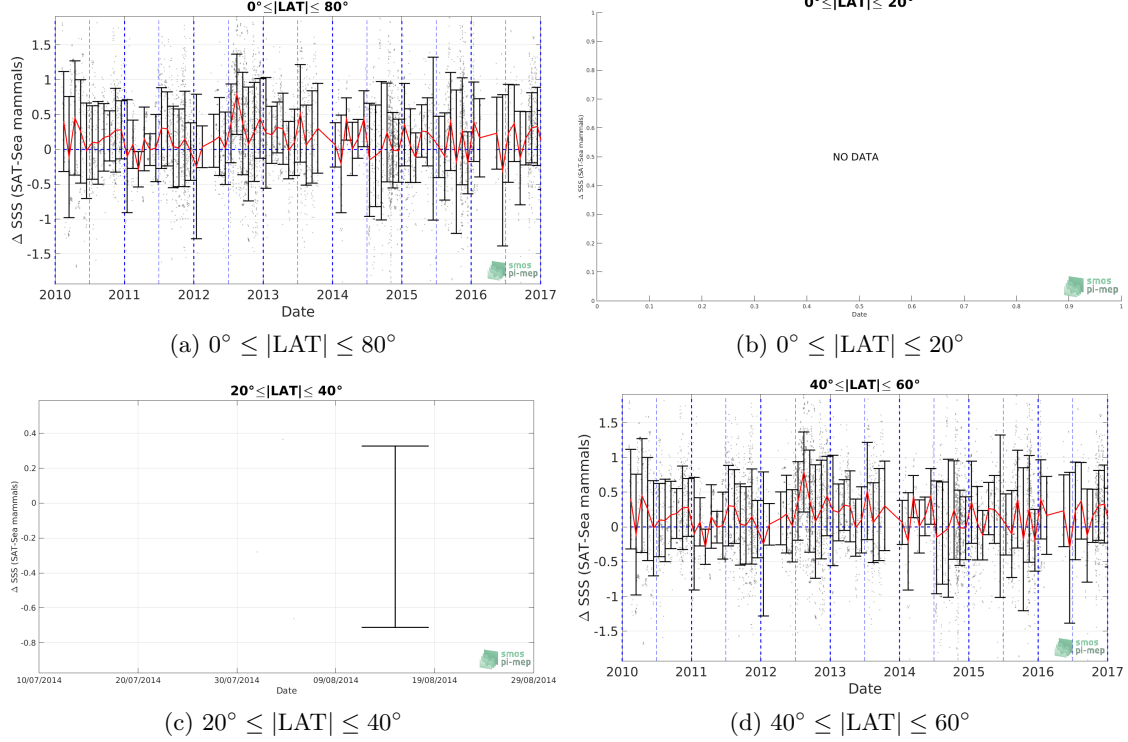 0°≤|LAT|≤ 80°
Δ SSS (SAT-Sea mammals)
1.5
1
0.5
0
-0.5
-1
-1.5
2010 2011 2012 2013 2014 2015 2016 2017
Date
smos
pi-mep
(a) 0° ≤ |LAT| ≤ 80°
0°≤|LAT|≤ 20°
Δ SSS (SAT-Sea mammals)
1
0.9
0.8
0.7
0.6
0.5
0.4
0.3
0.2
0.1
0
NO DATA
0 0.1 0.2 0.3 0.4 0.5 0.6 0.7 0.8 0.9 1
Date
smos
pi-mep
(b) 0° ≤ |LAT| ≤ 20°
20°≤|LAT|≤ 40°
Δ SSS (SAT-Sea mammals)
0.4
0.2
0
-0.2
-0.4
-0.6
-0.8
10/07/2014 20/07/2014 30/07/2014 09/08/2014 19/08/2014 29/08/2014
Date
smos
pi-mep
(c) 20° ≤ |LAT| ≤ 40°
40°≤|LAT|≤ 60°
Δ SSS (SAT-Sea mammals)
1.5
1
0.5
0
-0.5
-1
-1.5
2010 2011 2012 2013 2014 2015 2016 2017
Date
smos
pi-mep
(d) 40° ≤ |LAT| ≤ 60°